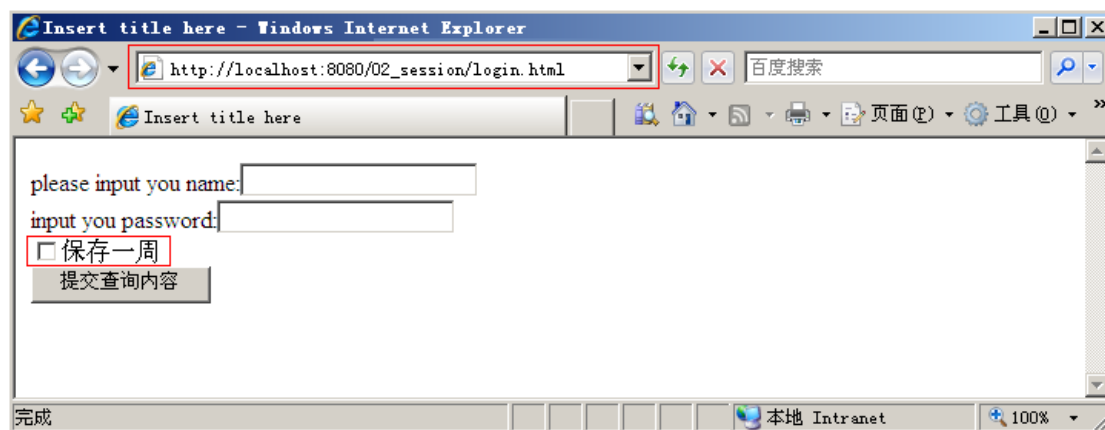 Insert title here - Windows Internet Explorer
http://localhost:8080/02_session/login.html 百度搜索
Insert title here 页面(P) 工具(O) »
please input you name:
input you password:
保存一周
提交查询内容
完成 本地 Intranet 100%